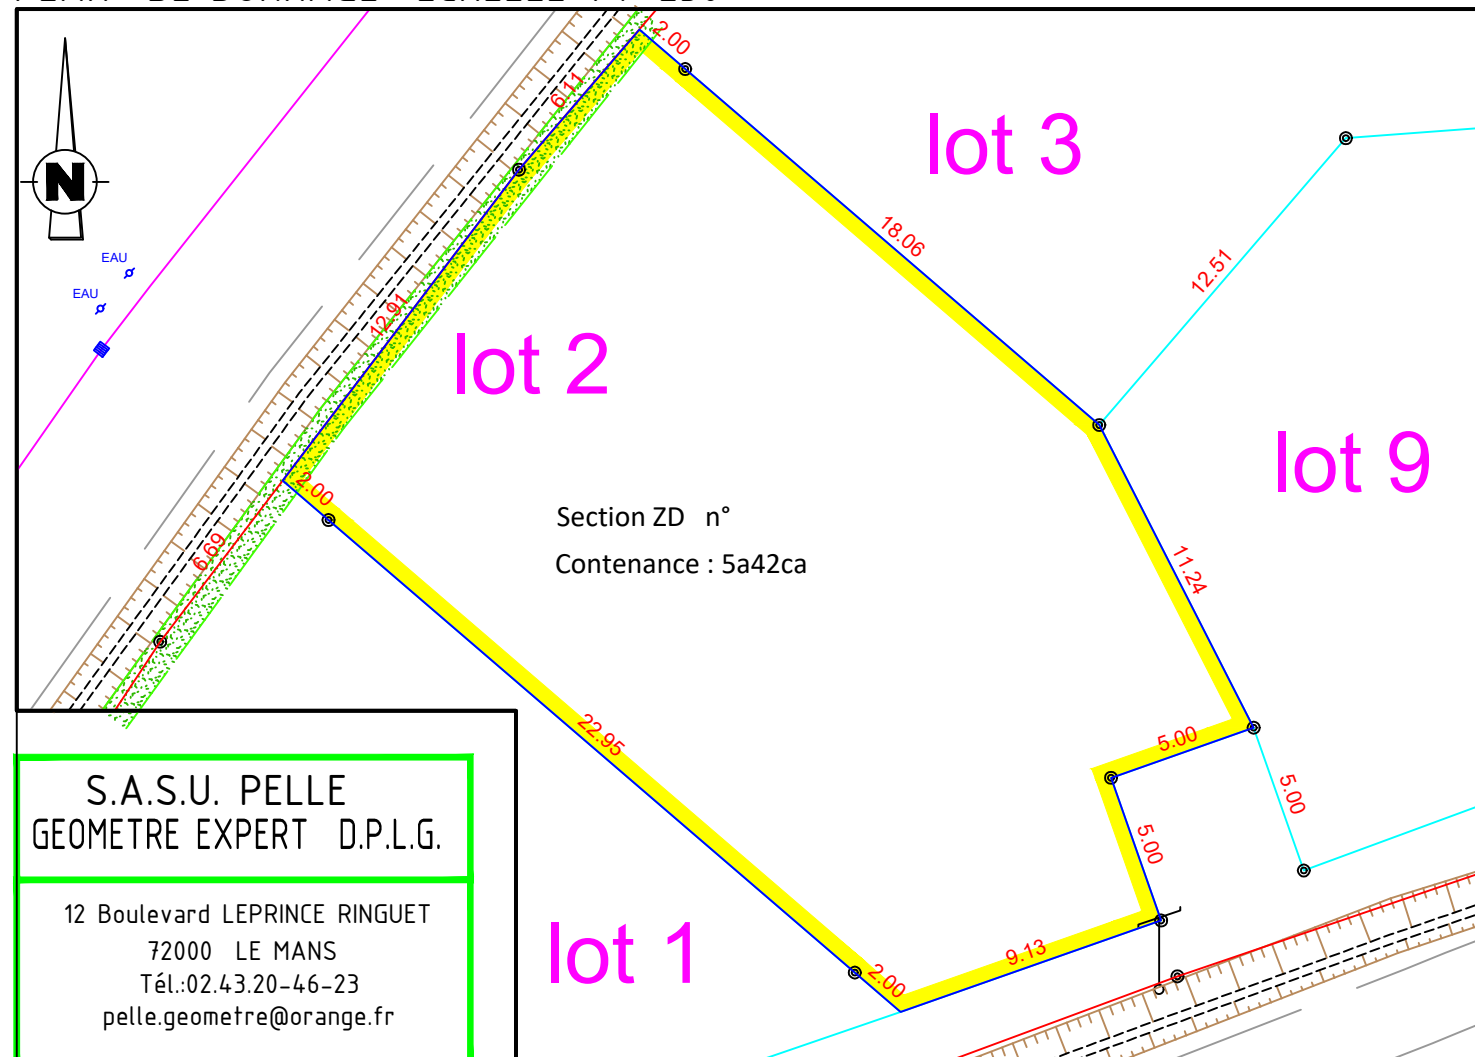 2.00
lot 3
6.11
N
18.06
12.51
EAU
EAU
12.91
lot 2
lot 9
2.00
Section ZD n°
Contenance : 5a42ca
6.69
11.24
22.95
5.00
5.00
5.00
S.A.S.U. PELLE
GEOMETRE EXPERT D.P.L.G.
12 Boulevard LEPRINCE RINGUET
72000 LE MANS
Tél.:02.43.20-46-23
pelle.geometre@orange.fr
lot 1
9.13
2.00